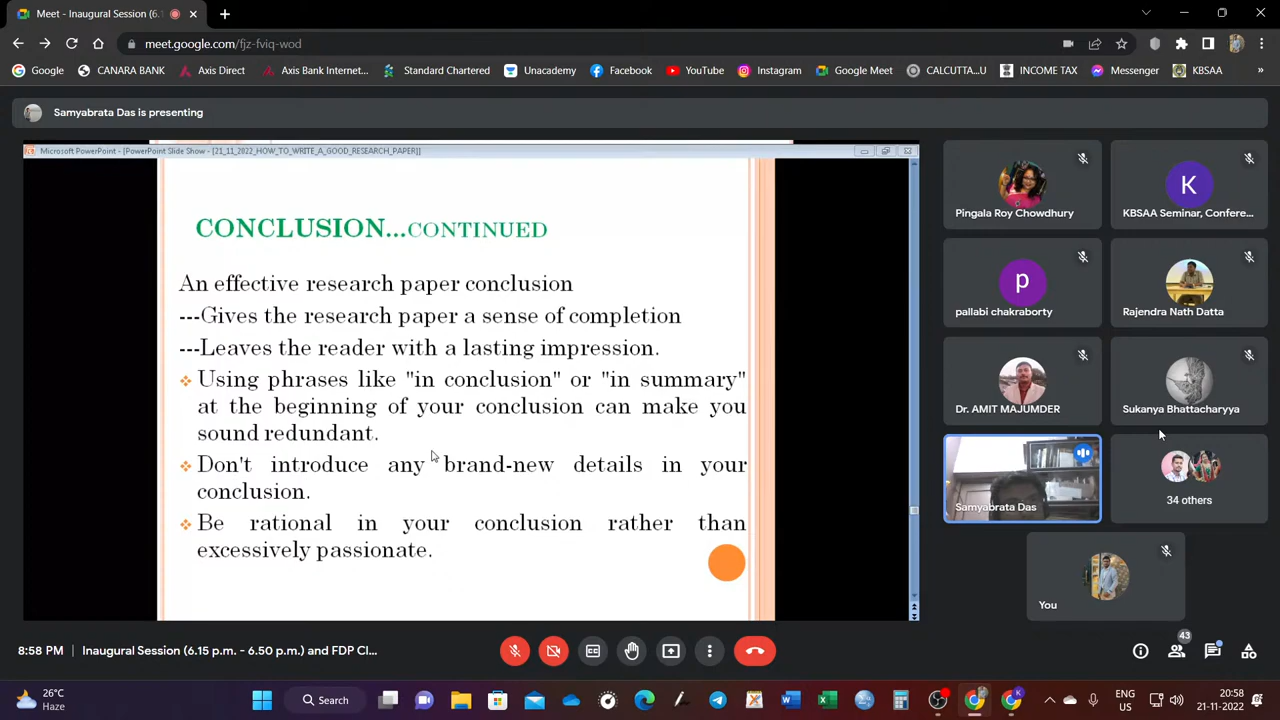 Meet - Inaugural Session (6.1
meet.google.com/fjz-fviq-wod
Google
CANARA BANK
Axis Direct
Axis Bank Internet...
Standard Chartered
Unacademy
Facebook
YouTube
Instagram
Google Meet
CALCUTTA...U
INCOME TAX
Messenger
KBSAA
»
Samyabrata Das is presenting
Microsoft PowerPoint - [PowerPoint Slide Show - [21_11_2022_HOW_TO_WRITE_A_GOOD_RESEARCH_PAPER]]
CONCLUSION...CONTINUED
An effective research paper conclusion
---Gives the research paper a sense of completion
---Leaves the reader with a lasting impression.
Using phrases like "in conclusion" or "in summary"
at the beginning of your conclusion can make you
sound redundant.
Don't introduce any brand-new details in your
conclusion.
Be rational in your conclusion rather than
excessively passionate.
Pingala Roy Chowdhury
K
KBSAA Seminar, Confere...
p
pallabi chakraborty
Rajendra Nath Datta
Dr. AMIT MAJUMDER
Sukanya Bhattacharyya
Samyabrata Das
34 others
You
8:58 PM
Inaugural Session (6.15 p.m. - 6.50 p.m.) and FDP Cl...
43
26°C
Haze
Search
ENG
US
20:58
21-11-2022